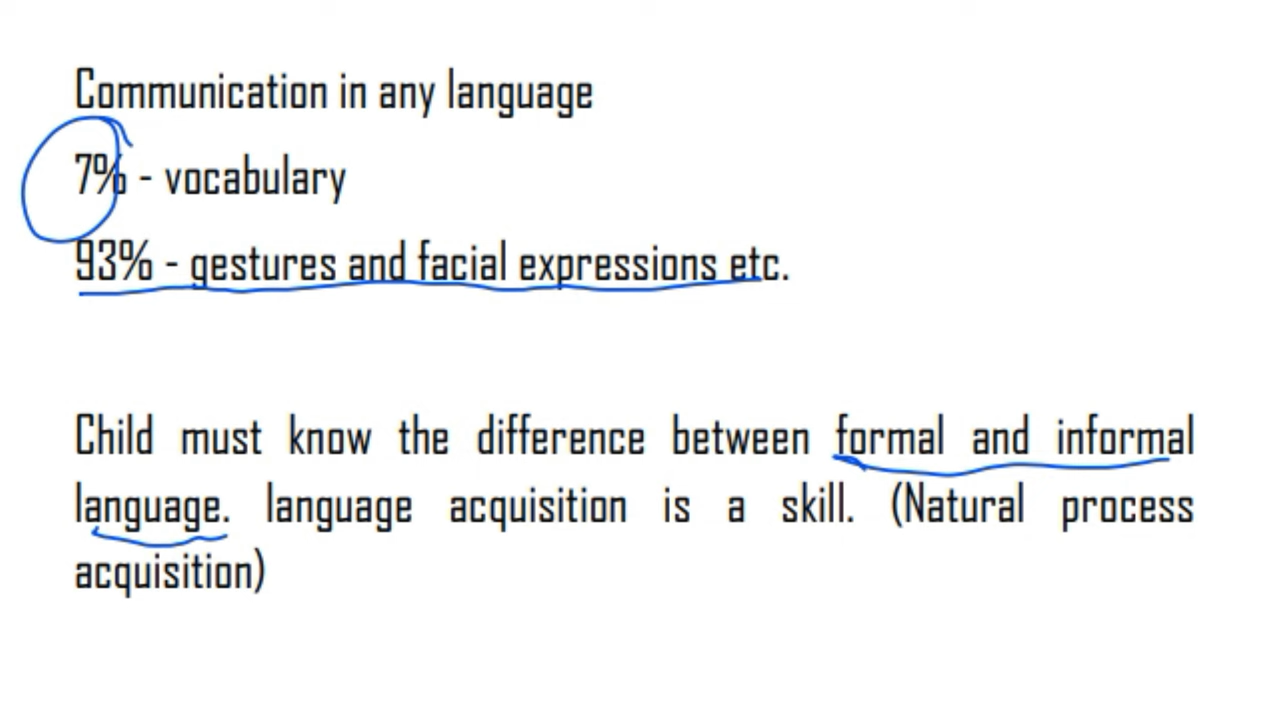 Communication in any language
7% - vocabulary
93% - gestures and facial expressions etc.
Child must know the difference between formal and informal
language. language acquisition is a skill. (Natural process
acquisition)